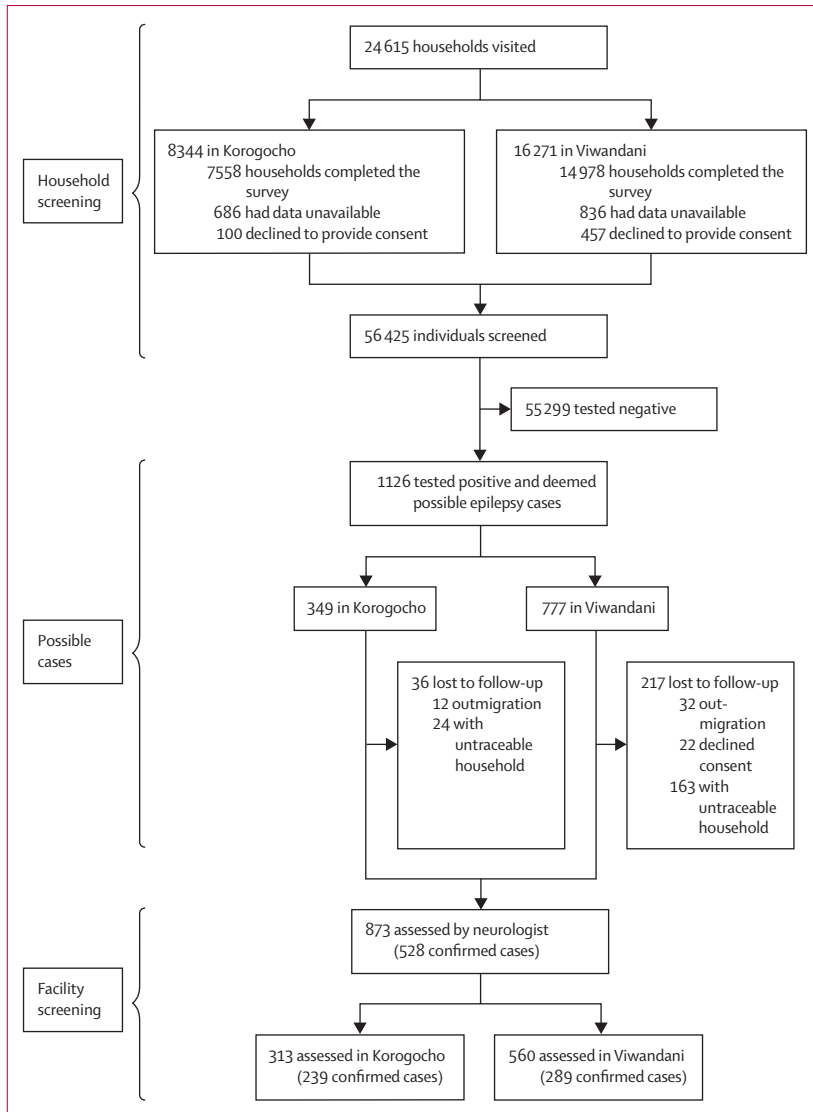 24 615 households visited
8344 in Korogocho
7558 households completed the
survey
686 had data unavailable
100 declined to provide consent
16 271 in Viwandani
14 978 households completed the
survey
836 had data unavailable
457 declined to provide consent
Household
screening
56 425 individuals screened
55 299 tested negative
1126 tested positive and deemed
possible epilepsy cases
349 in Korogocho
777 in Viwandani
Possible
cases
36 lost to follow-up
12 outmigration
24 with
untraceable
household
217 lost to follow-up
32 out-
migration
22 declined
consent
163 with
untraceable
household
873 assessed by neurologist
(528 confirmed cases)
Facility
screening
313 assessed in Korogocho
(239 confirmed cases)
560 assessed in Viwandani
(289 confirmed cases)